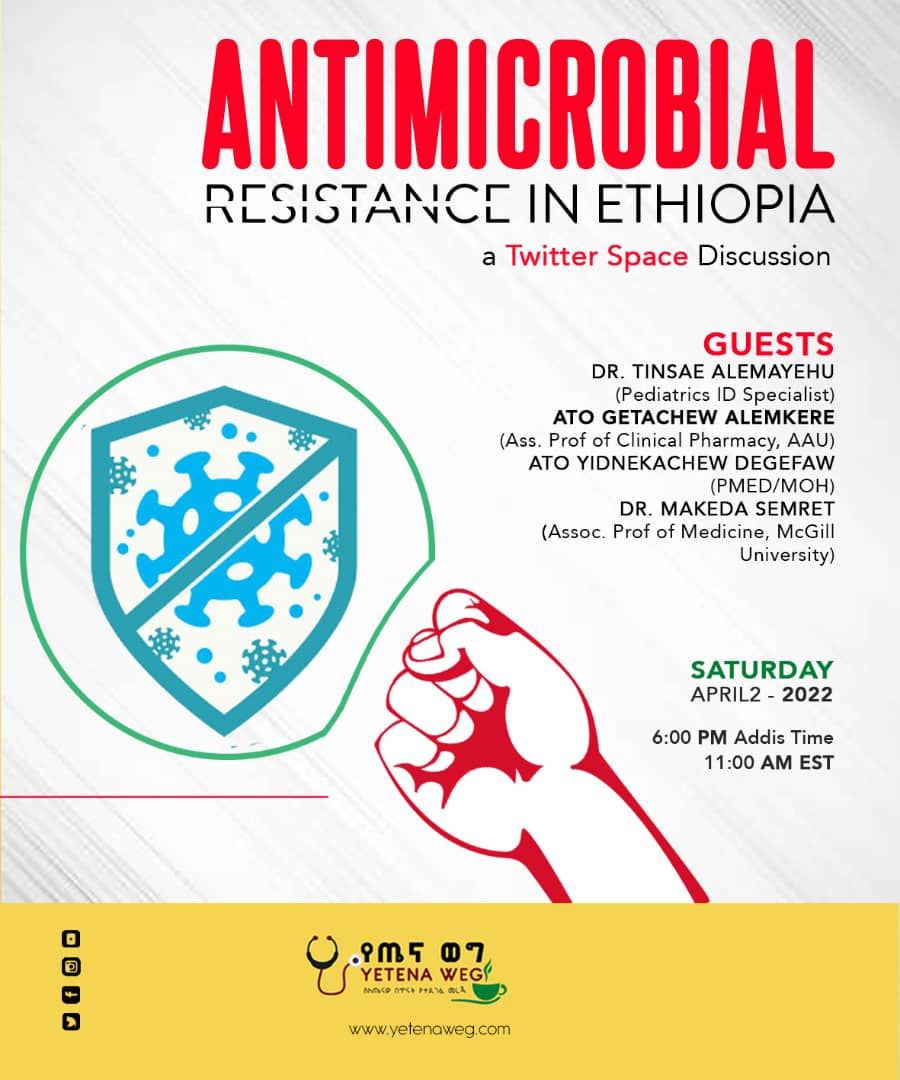 ANTIMICROBIAL
RESISTANCE IN ETHIOPIA
a Twitter Space Discussion
GUESTS
DR. TINSAE ALEMAYEHU
(Pediatrics ID Specialist)
ATO GETACHEW ALEMKERE
(Ass. Prof of Clinical Pharmacy, AAU)
ATO YIDNEKACHEW DEGEFAW
(PMED/MOH)
DR. MAKEDA SEMRET
(Assoc. Prof of Medicine, McGill
University)
SATURDAY
APRIL2 - 2022
6:00 PM Addis Time
11:00 AM EST
የጤና ወግ
YETENA WEG
www.yetenaweg.com